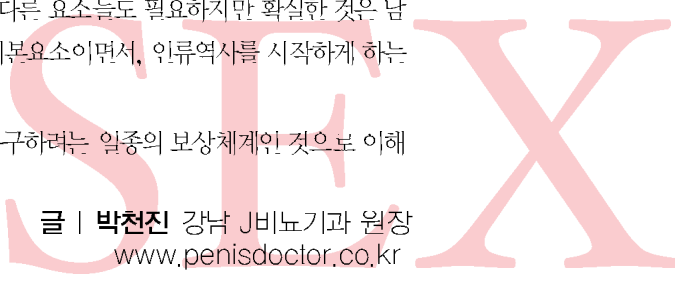 다른 요소들도 필요하지만 확실한 것은 남
본요소이면서, 인류역사를 시작하게 하는
구하려는 일종의 보상체계인 것으로 이해
SEX
글 | 박천진 강남 J비뇨기과 원장
www.penisdoctor.co.kr